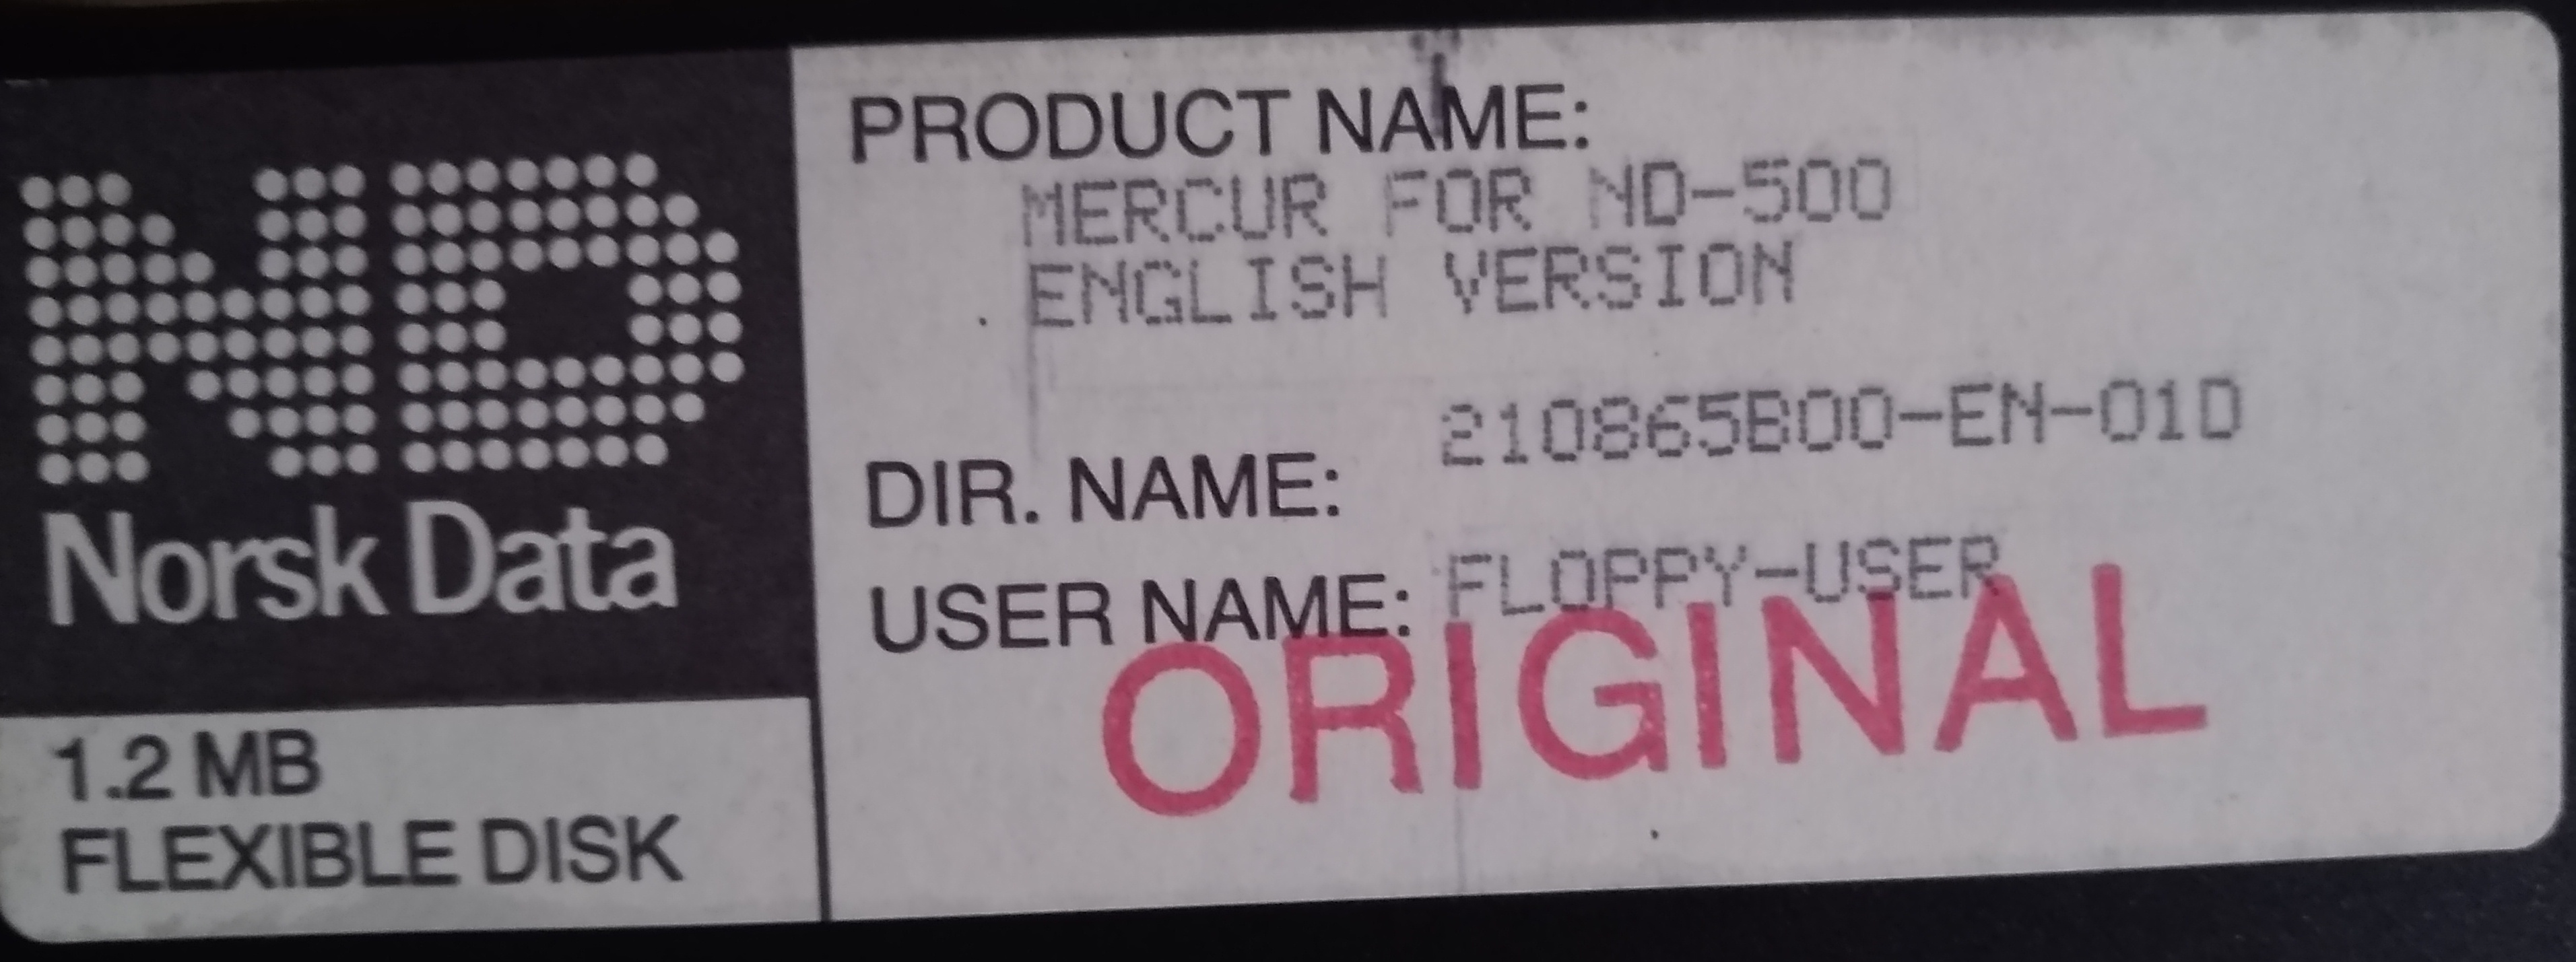 ND
Norsk Data
1.2 MB
FLEXIBLE DISK
PRODUCT NAME:
MERCUR FOR ND-500
ENGLISH VERSION
210865B00-EN-01D
DIR. NAME:
USER NAME: FLOPPY-USER
ORIGINAL